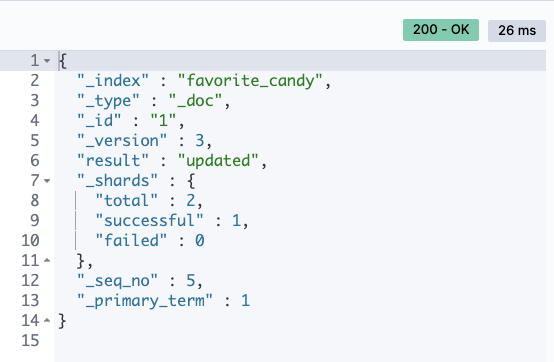 200 - OK 26 ms
1 {
2 "_index" : "favorite_candy",
3 "_type" : "_doc",
4 "_id" : "1",
5 "_version" : 3,
6 "result" : "updated",
7 "_shards" : {
8 "total" : 2,
9 "successful" : 1,
10 "failed" : 0
11 },
12 "_seq_no" : 5,
13 "_primary_term" : 1
14 }
15